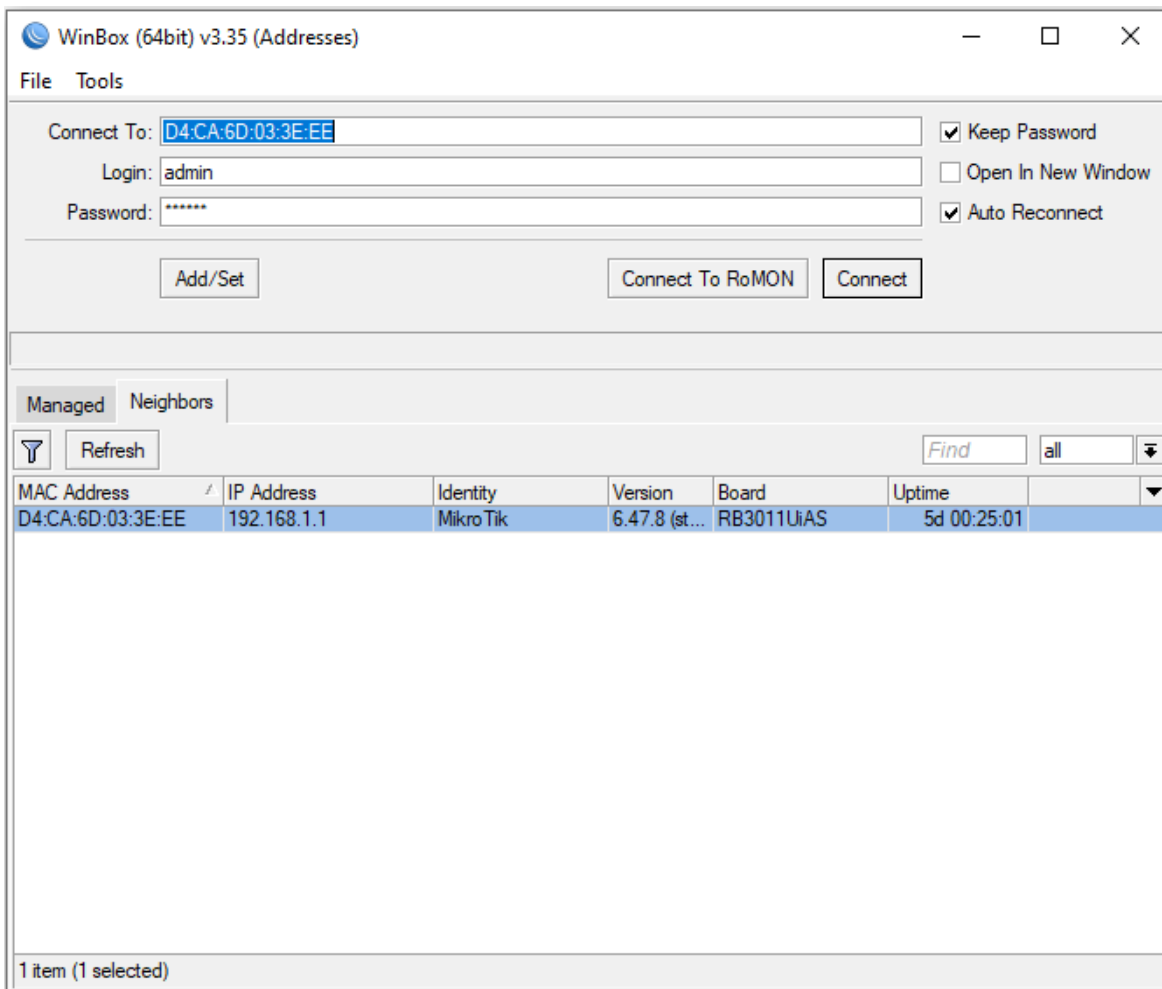 WinBox (64bit) v3.35 (Addresses)
File Tools
Connect To: D4:CA:6D:03:3E:EE
Keep Password
Login: admin
Open In New Window
Password: ******
Auto Reconnect
Add/Set
Connect To RoMON
Connect
Managed
Neighbors
Refresh
Find
all
MAC Address IP Address Identity Version Board Uptime
D4:CA:6D:03:3E:EE 192.168.1.1 MikroTik 6.47.8 (st... RB3011UiAS 5d 00:25:01
1 item (1 selected)